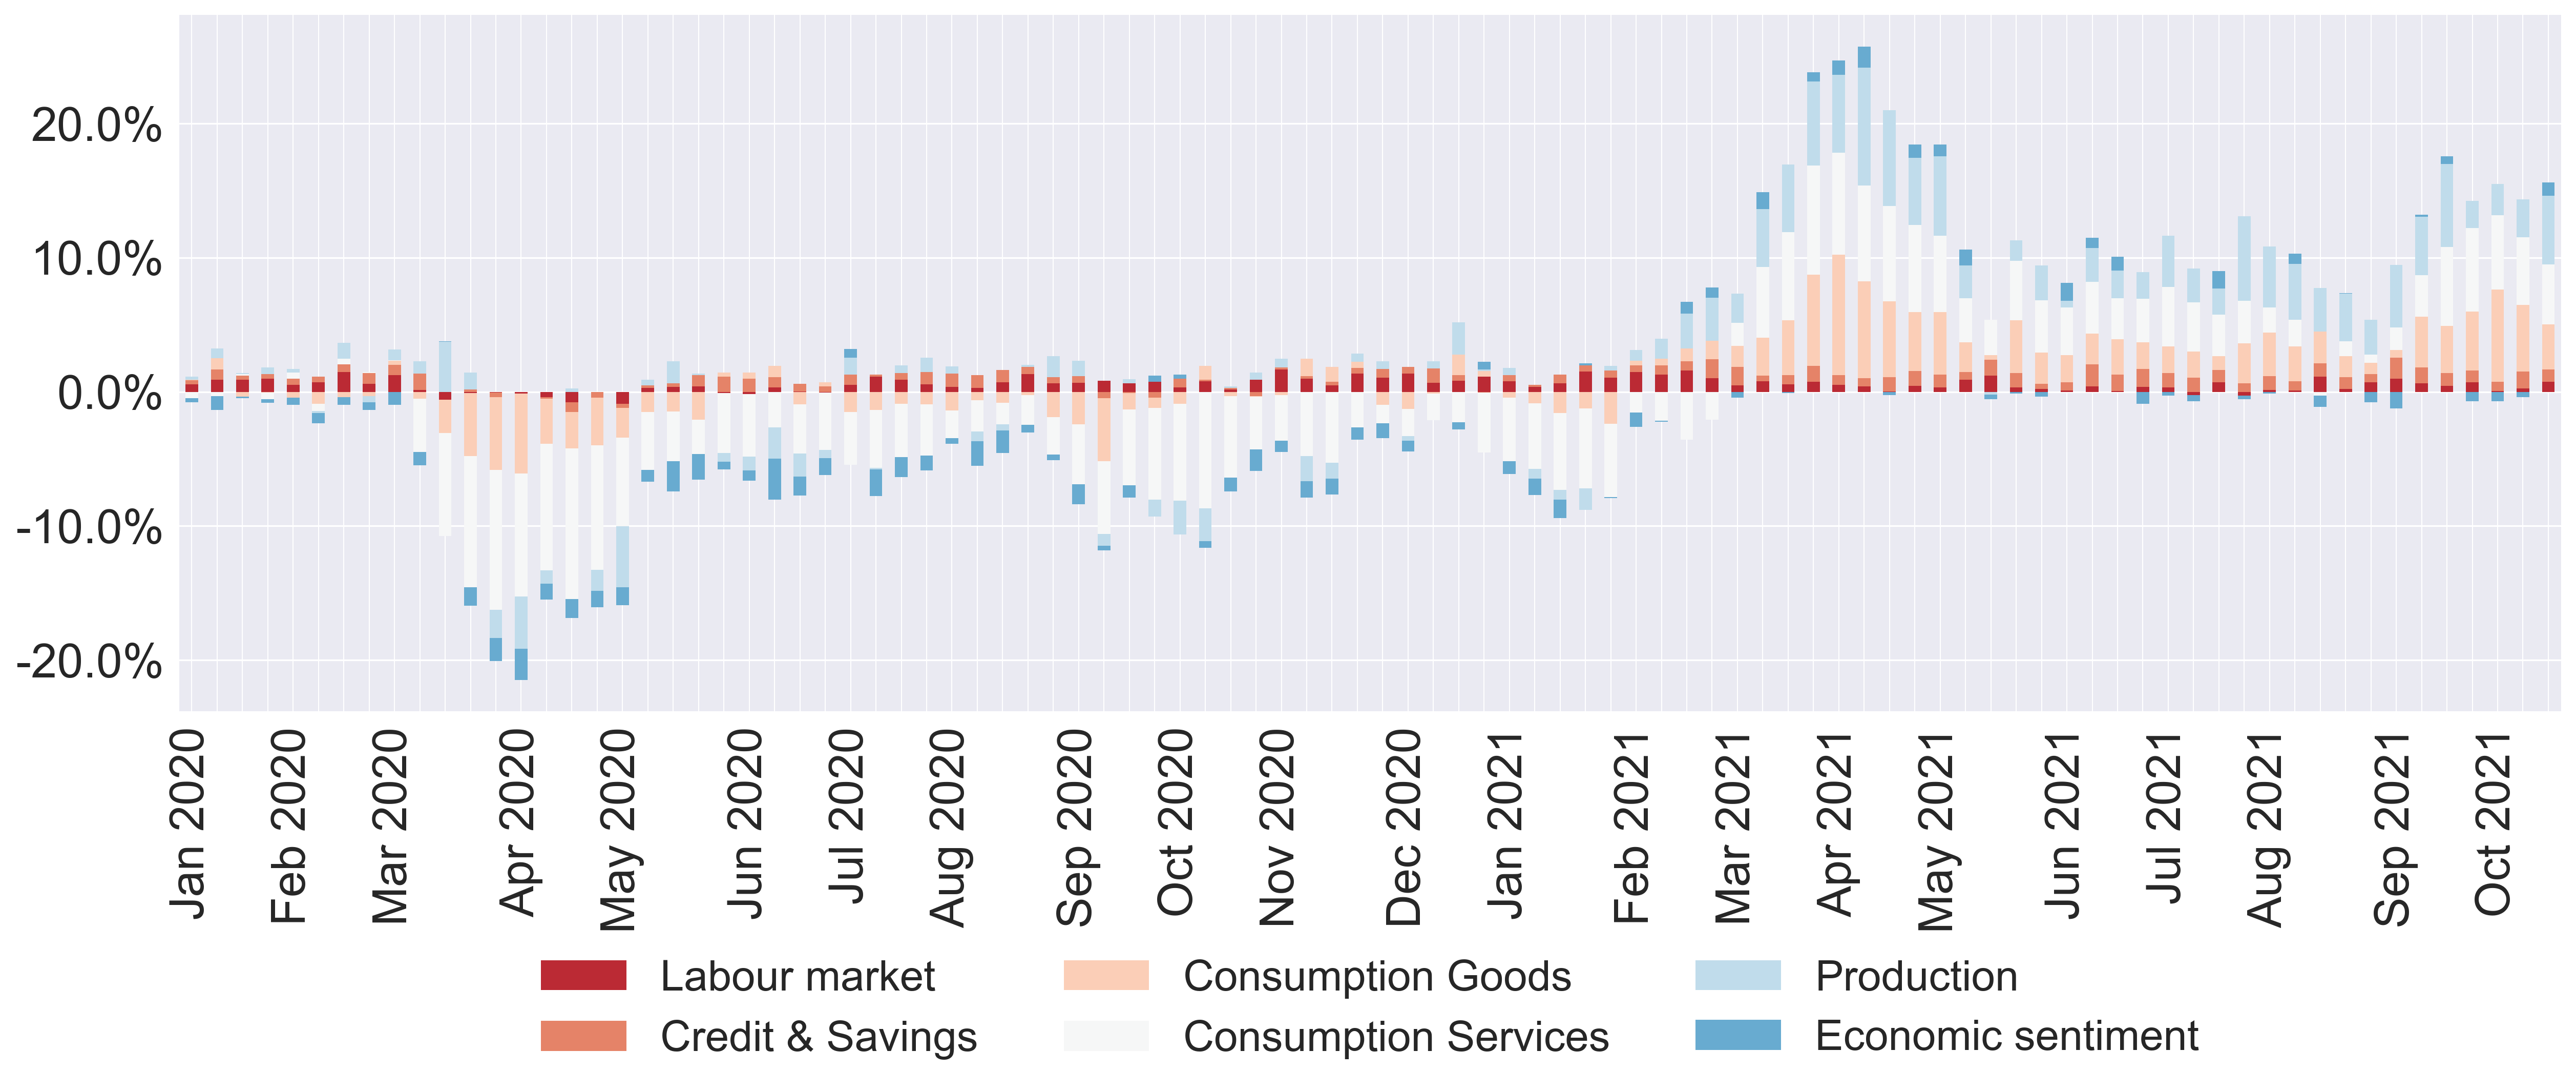 20.0%
10.0%
0.0%
-10.0%
-20.0%
Jan 2020
Feb 2020
Mar 2020
Apr 2020
May 2020
Jun 2020
Jul 2020
Aug 2020
Sep 2020
Oct 2020
Nov 2020
Dec 2020
Jan 2021
Feb 2021
Mar 2021
Apr 2021
May 2021
Jun 2021
Jul 2021
Aug 2021
Sep 2021
Oct 2021
Labour market
Credit & Savings
Consumption Goods
Consumption Services
Production
Economic sentiment